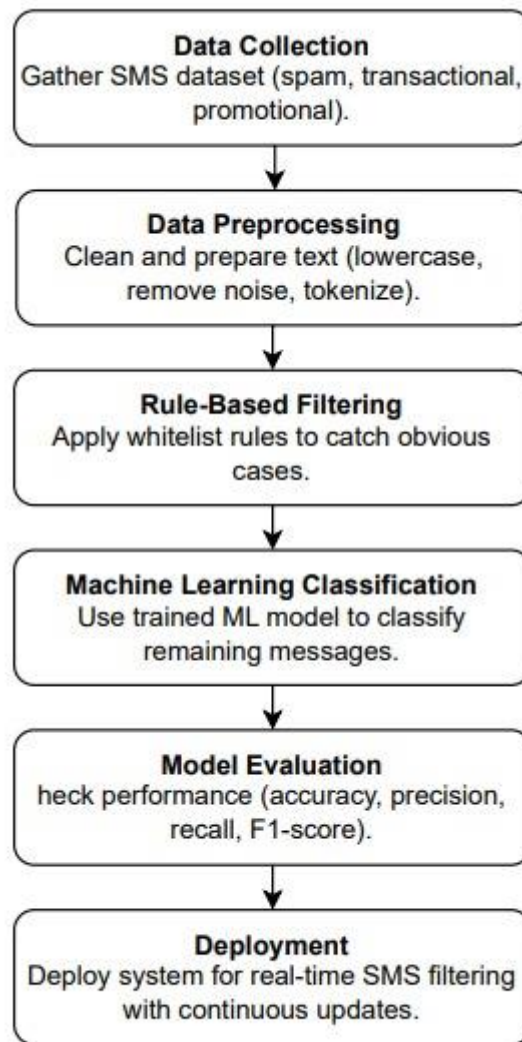 Data Collection
Gather SMS dataset (spam, transactional,
promotional).
Data Preprocessing
Clean and prepare text (lowercase,
remove noise, tokenize).
Rule-Based Filtering
Apply whitelist rules to catch obvious
cases.
Machine Learning Classification
Use trained ML model to classify
remaining messages.
Model Evaluation
heck performance (accuracy, precision,
recall, F1-score).
Deployment
Deploy system for real-time SMS filtering
with continuous updates.